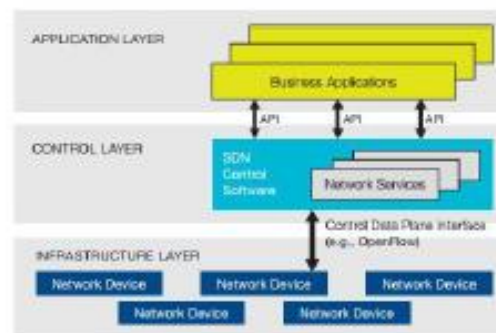 APPLICATION LAYER
Business Applications
API
API
API
CONTROL LAYER
SDN
Control
Software
Network Services
Control Data Plane interface
(e.g., OpenFlow)
INFRASTRUCTURE LAYER
Network Device
Network Device
Network Device
Network Device
Network Device